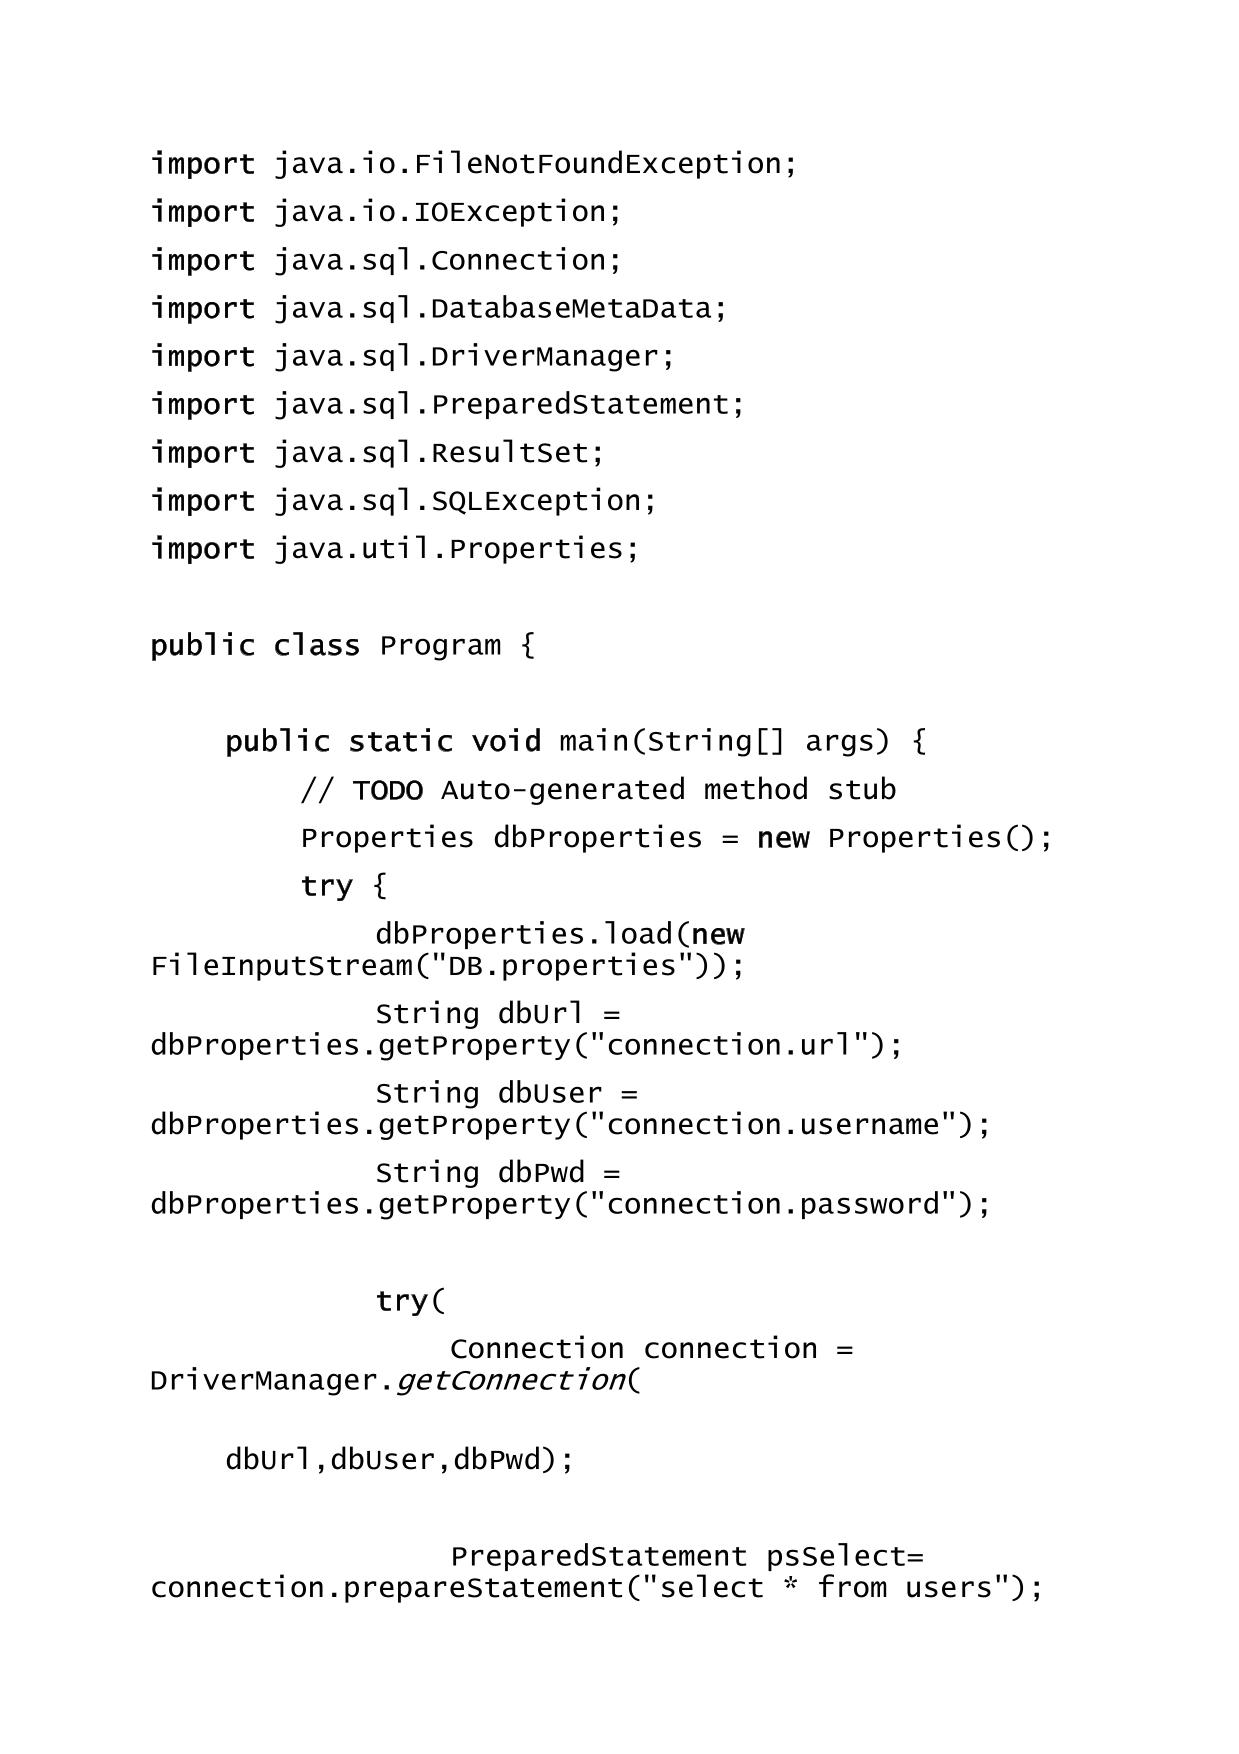 import java.io.FileNotFoundException;
import java.io.IOException;
import java.sql.Connection;
import java.sql.DatabaseMetaData;
import java.sql.DriverManager;
import java.sql.PreparedStatement;
import java.sql.ResultSet;
import java.sql.SQLException;
import java.util.Properties;
public class Program {
public static void main(String[] args) {
// TODO Auto-generated method stub
Properties dbProperties = new Properties();
try {
dbProperties.load(new
FileInputStream("DB.properties"));
String dbUrl =
dbProperties.getProperty("connection.url");
String dbUser =
dbProperties.getProperty("connection.username");
String dbPwd =
dbProperties.getProperty("connection.password");
try(
Connection connection =
DriverManager.getConnection(
dbUrl,dbUser,dbPwd);
PreparedStatement psSelect=
connection.prepareStatement("select * from users");